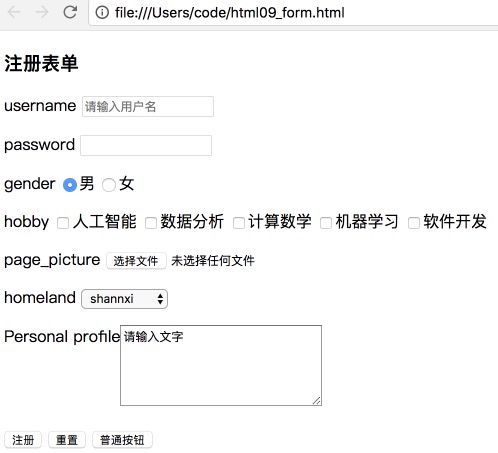 file:///Users/code/html09_form.html
注册表单
username 请输入用户名
password
gender 男 女
hobby 人工智能 数据分析 计算数学 机器学习 软件开发
page_picture 选择文件 未选择任何文件
homeland shannxi
Personal profile 请输入文字
注册 重置 普通按钮